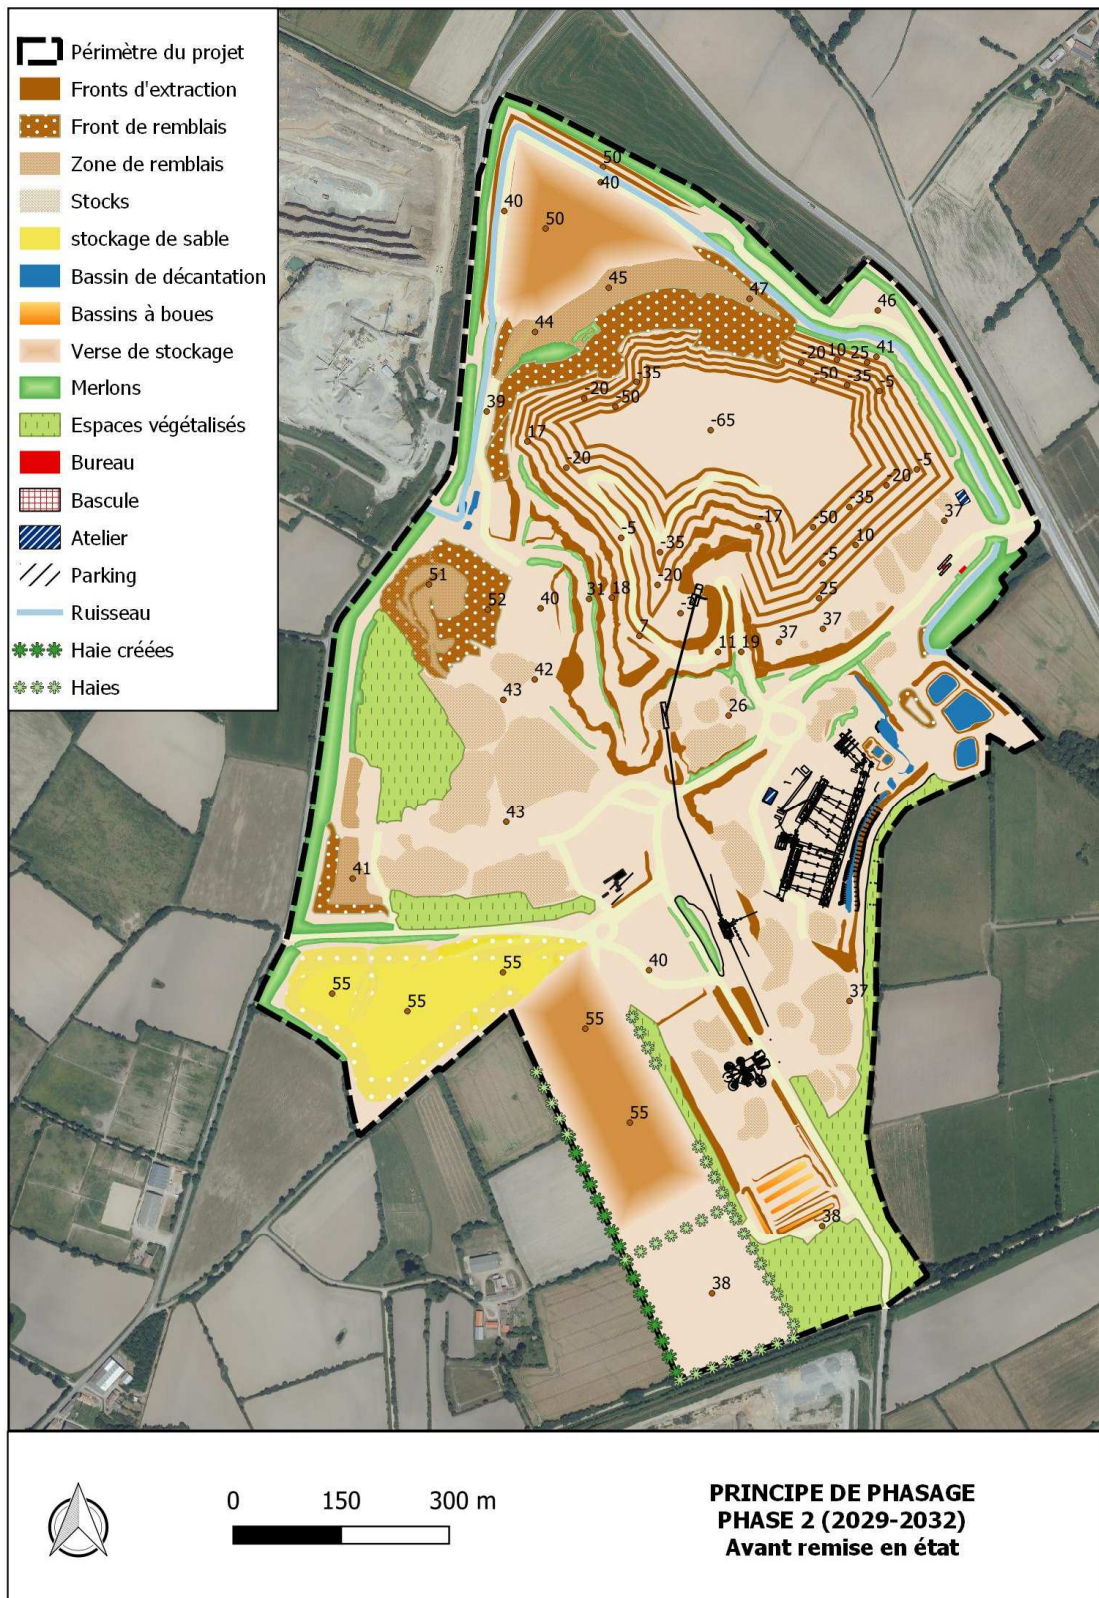 Périmètre du projet
Fronts d'extraction
Front de remblais
Zone de remblais
Stocks
stockage de sable
Bassin de décantation
Bassins à boues
Verse de stockage
Merlons
Espaces végétalisés
Bureau
Bascule
Atelier
Parking
Ruisseau
Haie créées
Haies
50
40
40
50
45
47
46
44
41
-20
10
25
-50
-35
-5
-35
-20
-50
39
-65
17
-20
-5
-20
-35
37
-50
-17
-5
10
-35
-5
51
-20
25
52
40
31
18
-3
37
37
7
11
19
42
43
26
43
41
40
55
55
55
37
55
55
38
38
0 150 300 m
PRINCIPE DE PHASAGE
PHASE 2 (2029-2032)
Avant remise en état